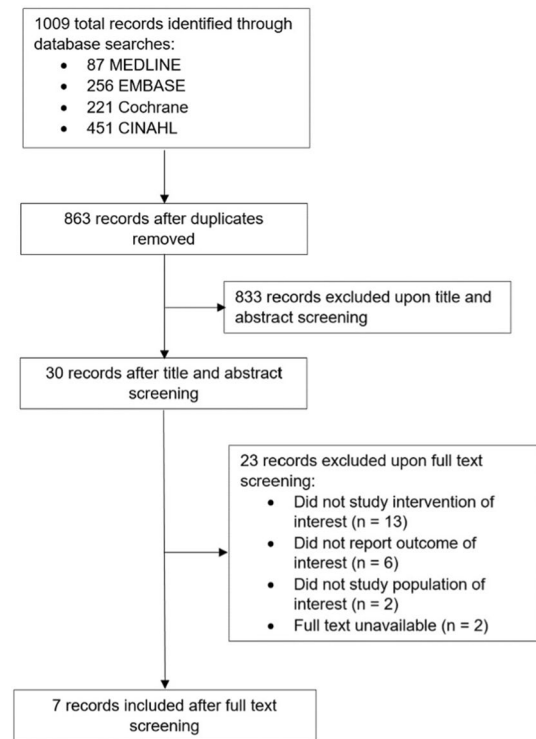 1009 total records identified through
database searches:
• 87 MEDLINE
• 256 EMBASE
• 221 Cochrane
• 451 CINAHL
863 records after duplicates
removed
833 records excluded upon title and
abstract screening
30 records after title and abstract
screening
23 records excluded upon full text
screening:
• Did not study intervention of
interest (n = 13)
• Did not report outcome of
interest (n = 6)
• Did not study population of
interest (n = 2)
• Full text unavailable (n = 2)
7 records included after full text
screening